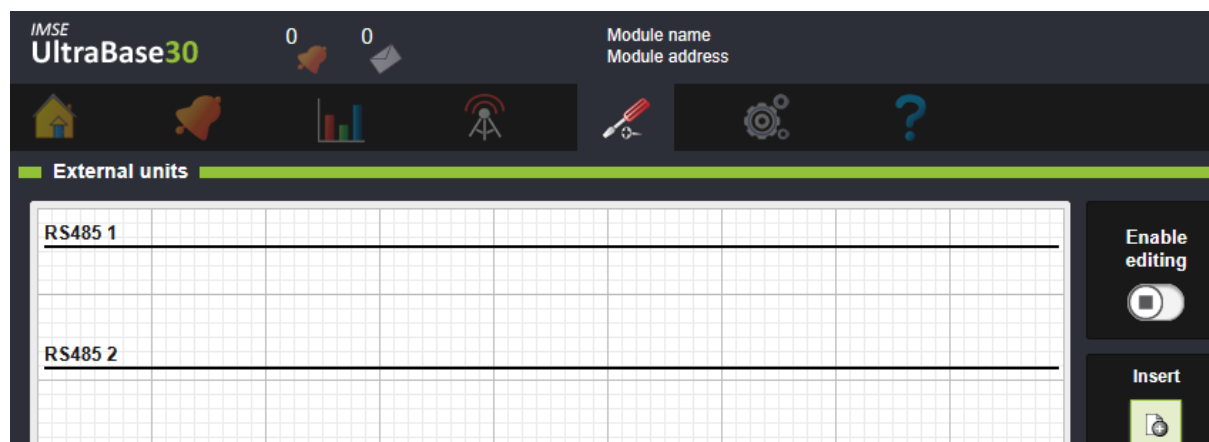 IMSE
UltraBase30
0
0
Module name
Module address
External units
RS485 1
Enable
editing
RS485 2
Insert